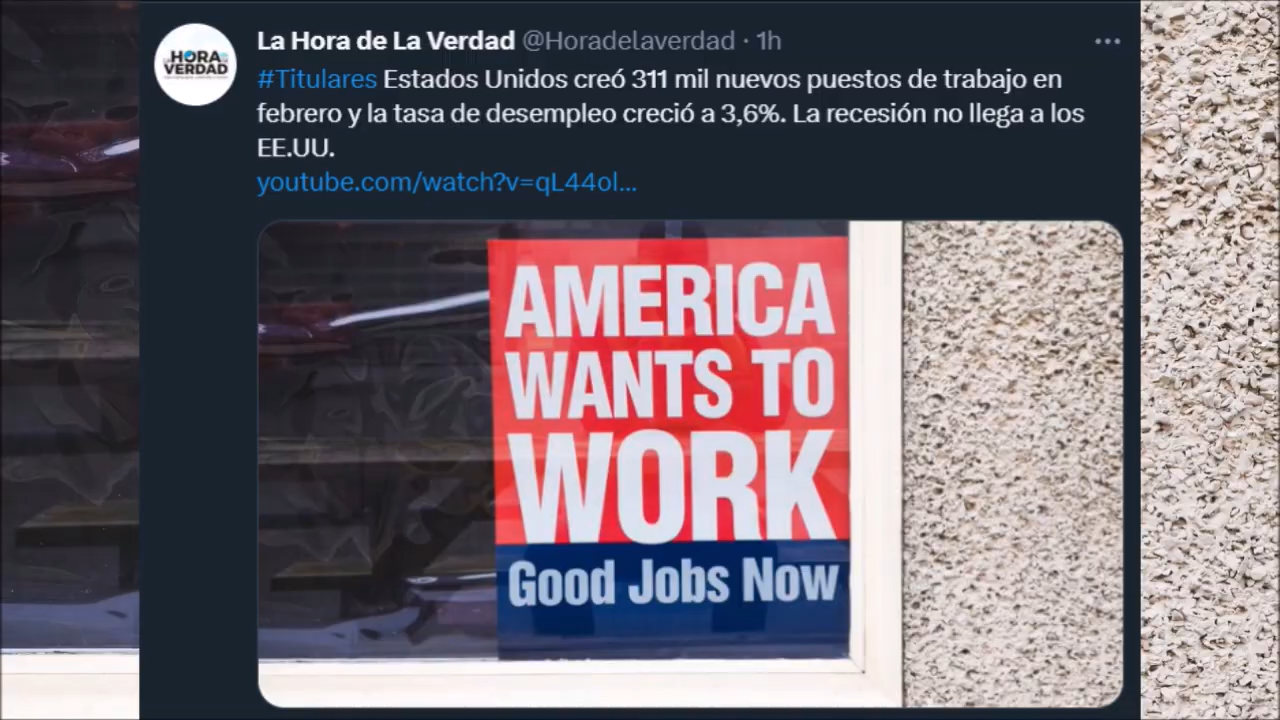 HORA
VERDAD
La Hora de La Verdad @Horadelaverdad · 1h
#Titulares Estados Unidos creó 311 mil nuevos puestos de trabajo en
febrero y la tasa de desempleo creció a 3,6%. La recesión no llega a los
EE.UU.
youtube.com/watch?v=qL44ol...
AMERICA
WANTS TO
WORK
Good Jobs Now